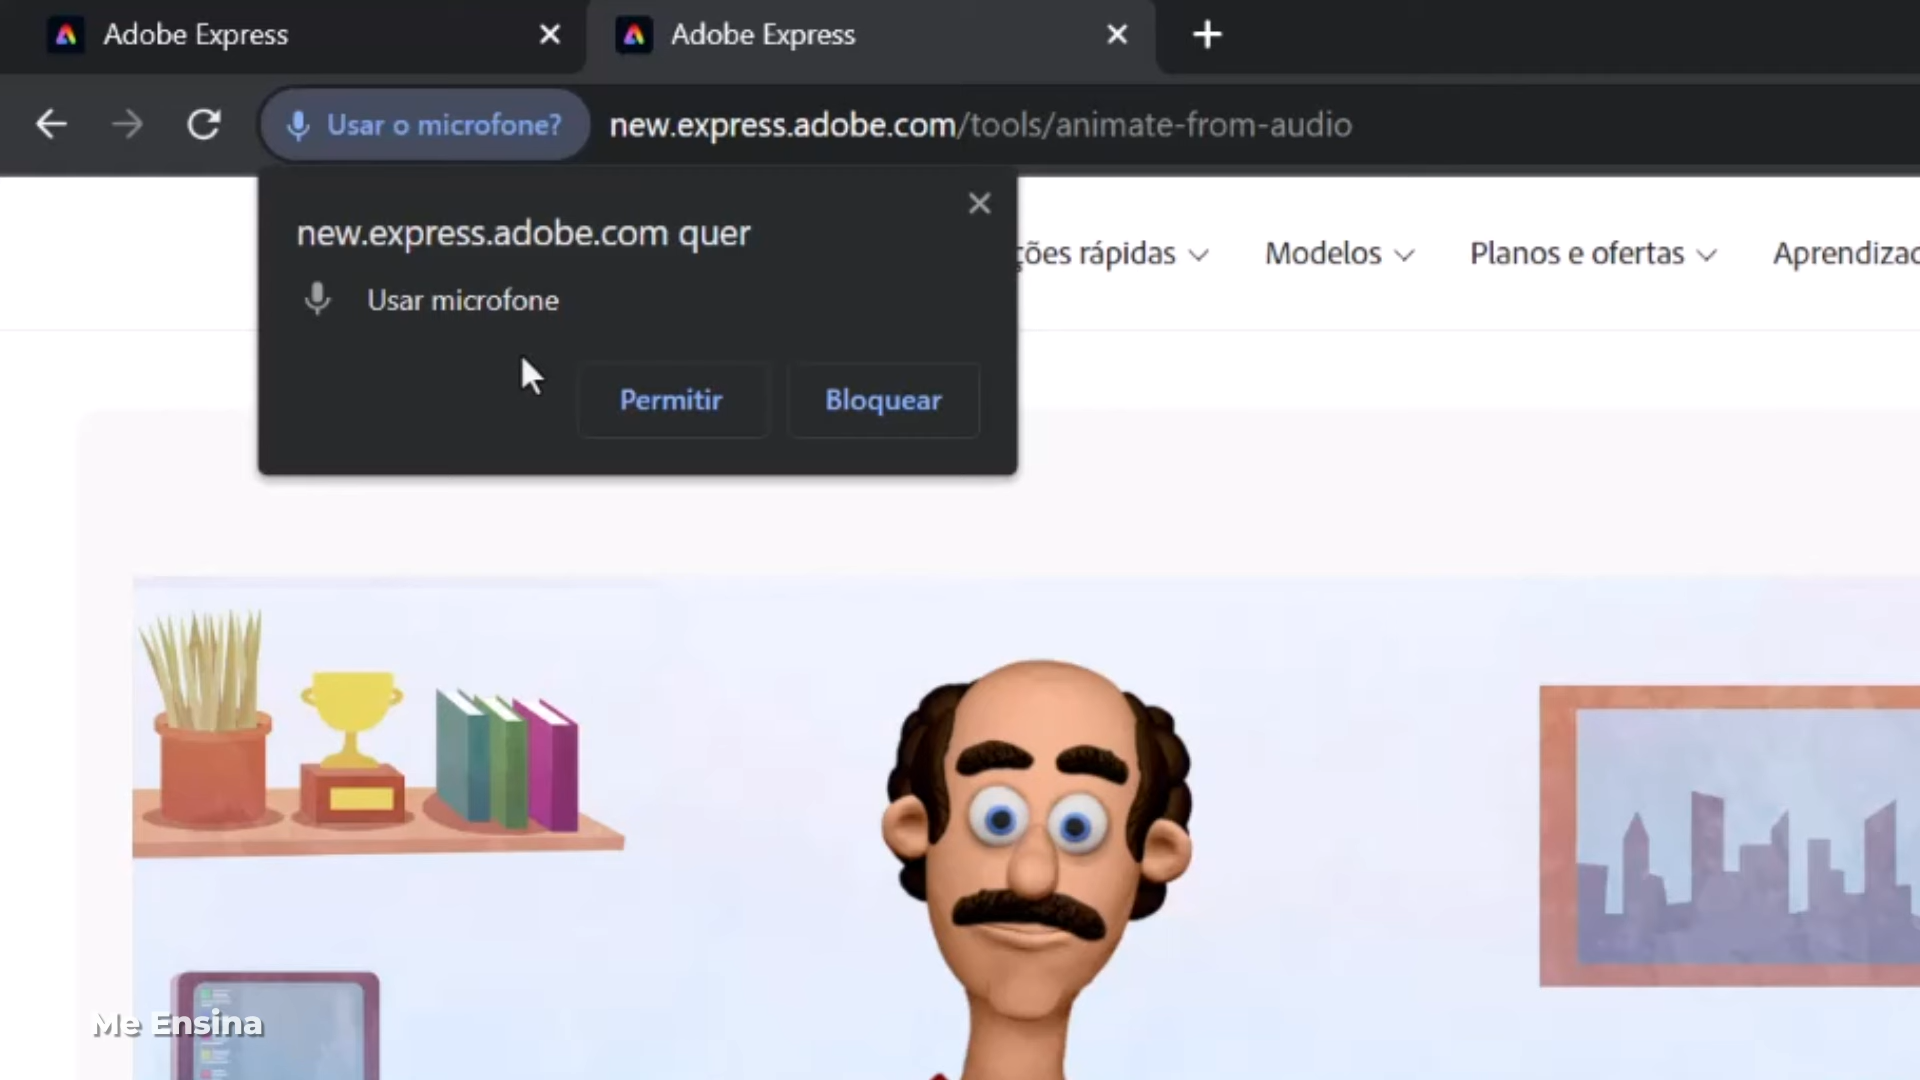 Adobe Express
Adobe Express
Usar o microfone?
new.express.adobe.com/tools/animate-from-audio
new.express.adobe.com quer
Usar microfone
Permitir
Bloquear
ções rápidas
Modelos
Planos e ofertas
Aprendizac
Me Ensina